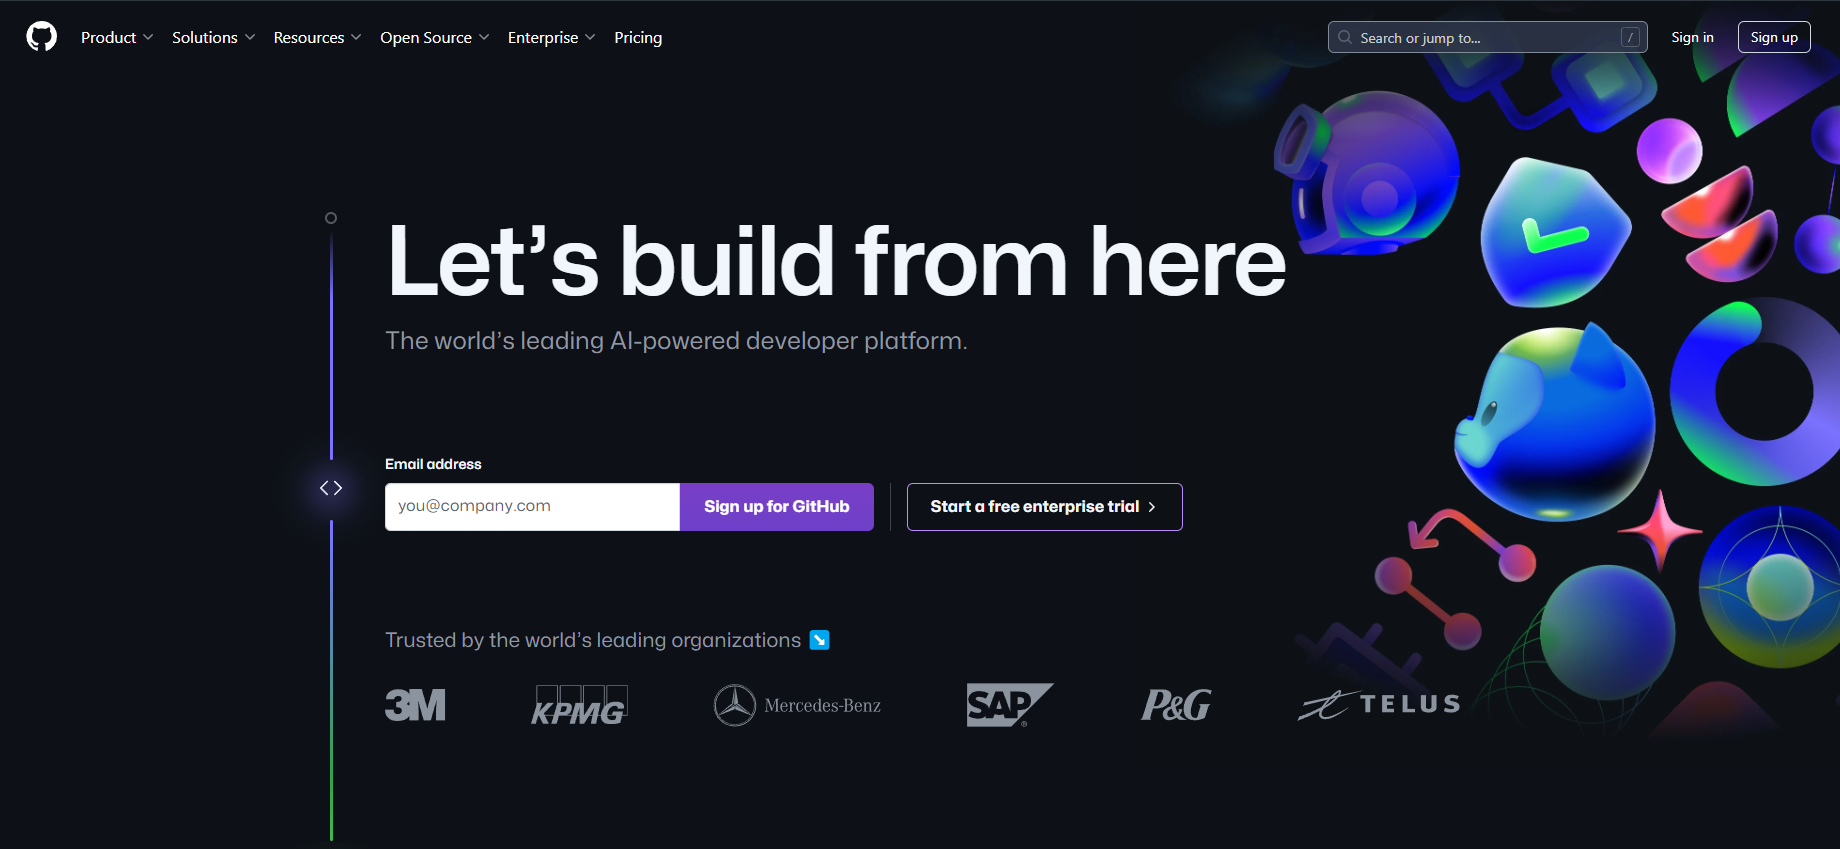 Product Solutions Resources Open Source Enterprise Pricing Search or jump to... / Sign in Sign up
Let’s build from here
The world’s leading AI-powered developer platform.
Email address
you@company.com Sign up for GitHub Start a free enterprise trial
Trusted by the world’s leading organizations
3M KPMG Mercedes-Benz SAP® P&G TELUS